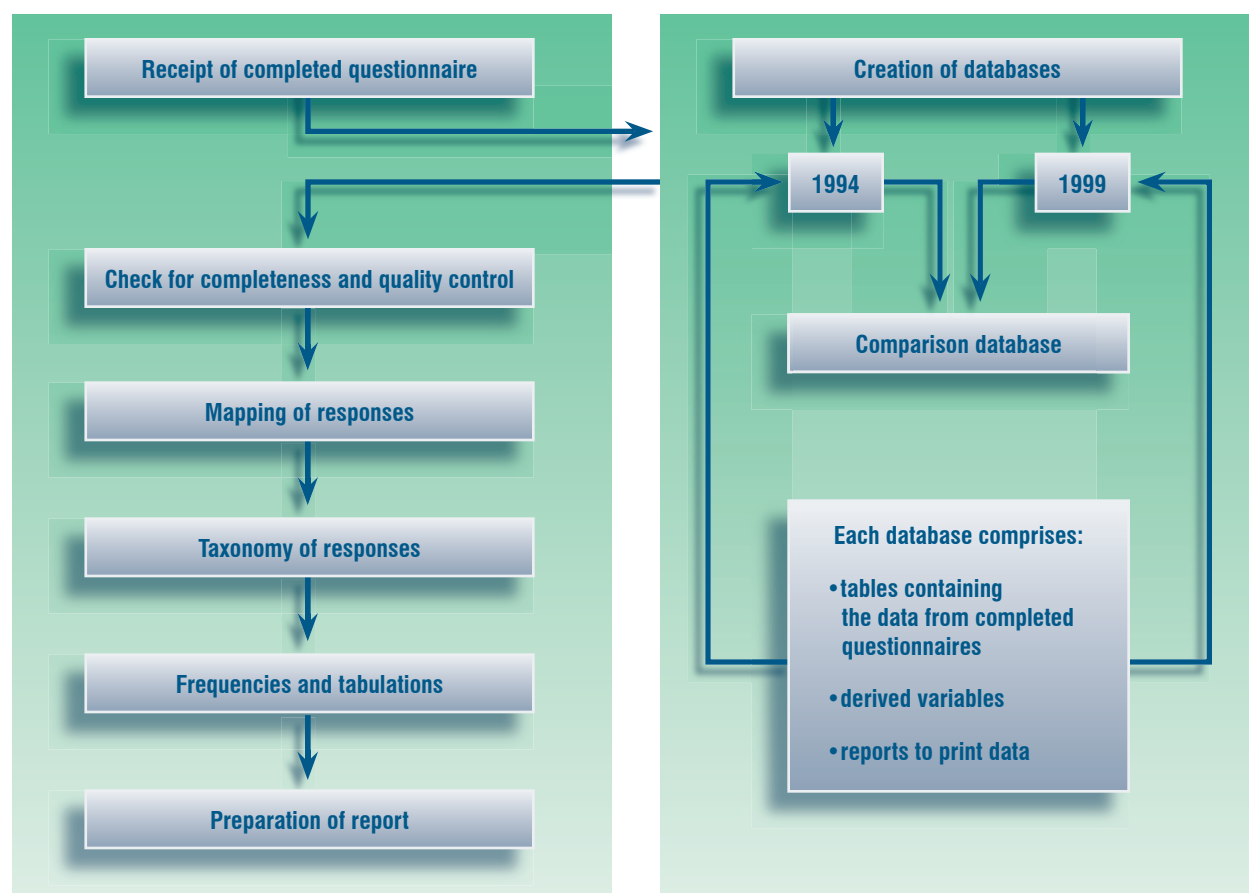 Receipt of completed questionnaire
Check for completeness and quality control
Mapping of responses
Taxonomy of responses
Frequencies and tabulations
Preparation of report
Creation of databases
1994
1999
Comparison database
Each database comprises:
•tables containing
the data from completed
questionnaires
•derived variables
•reports to print data